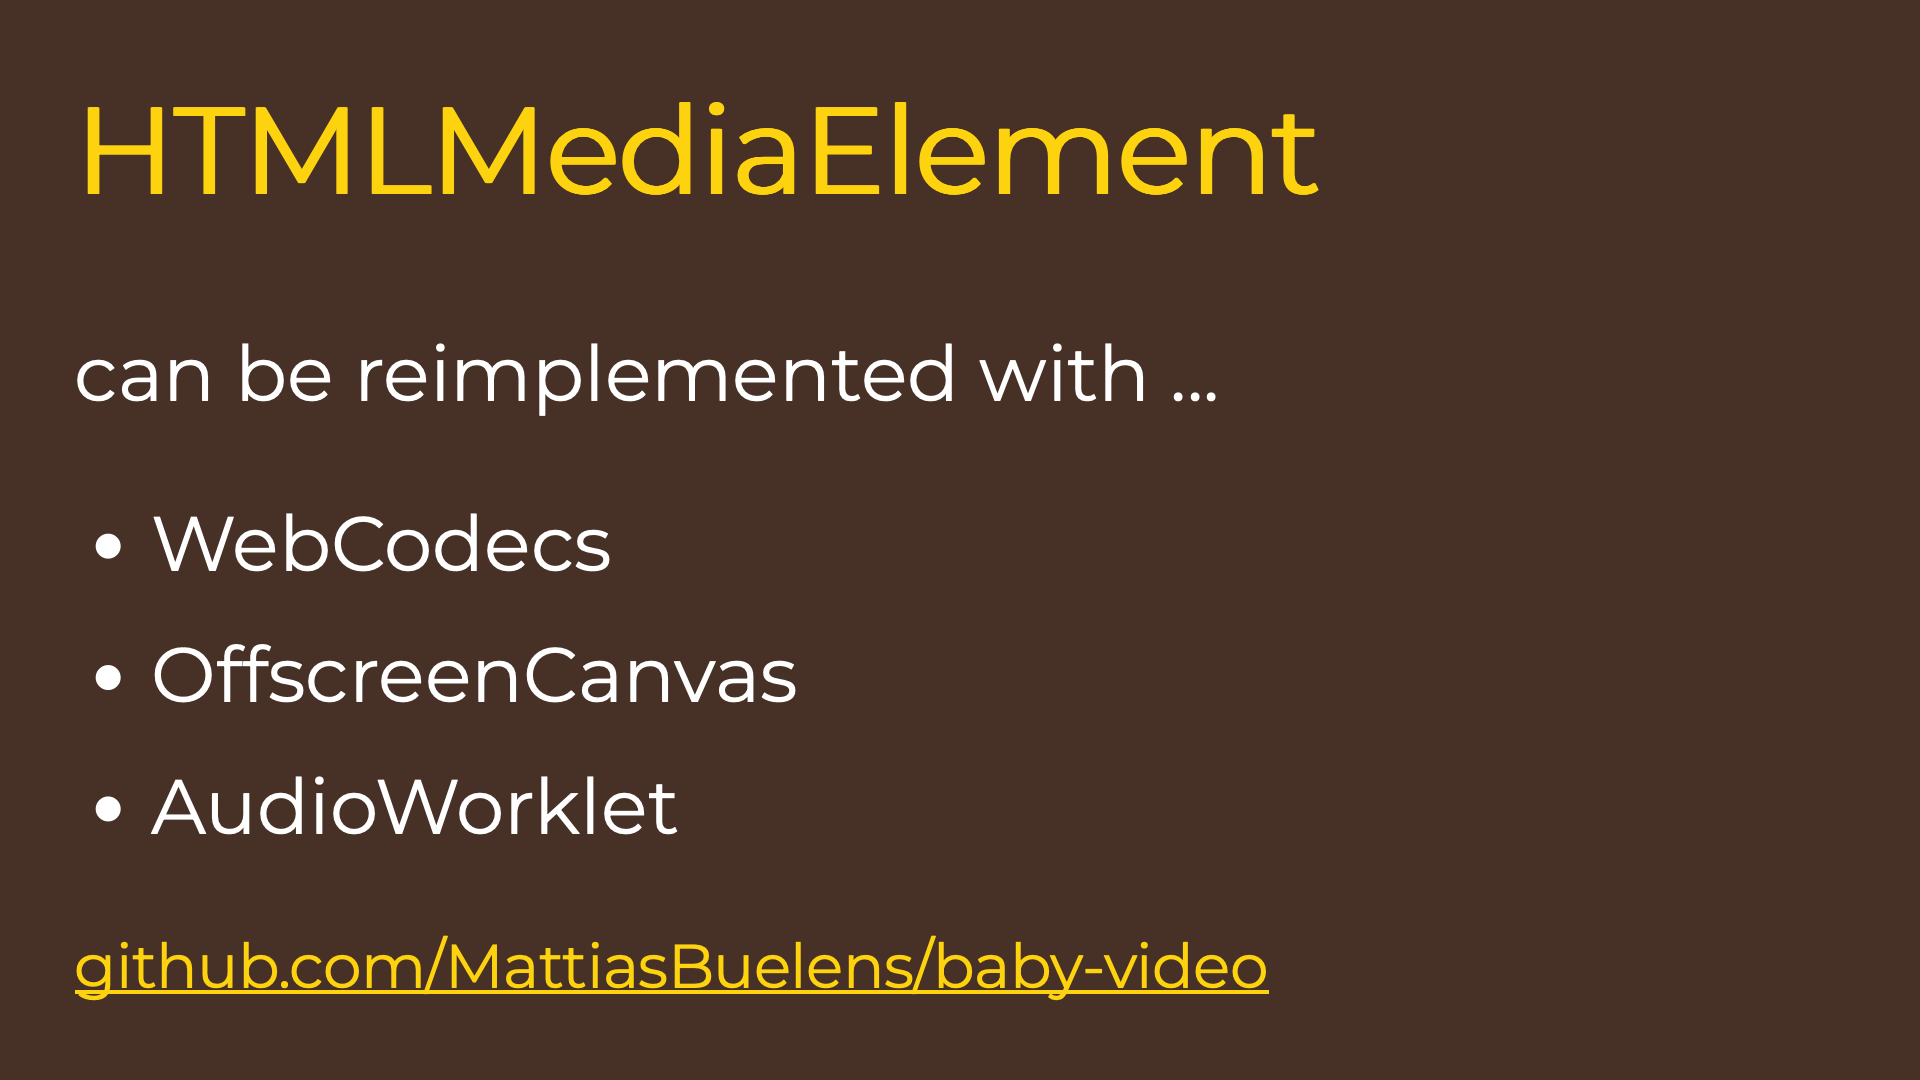 HTMLMediaElement
can be reimplemented with ...
• WebCodecs
• OffscreenCanvas
• AudioWorklet
github.com/MattiasBuelens/baby-video